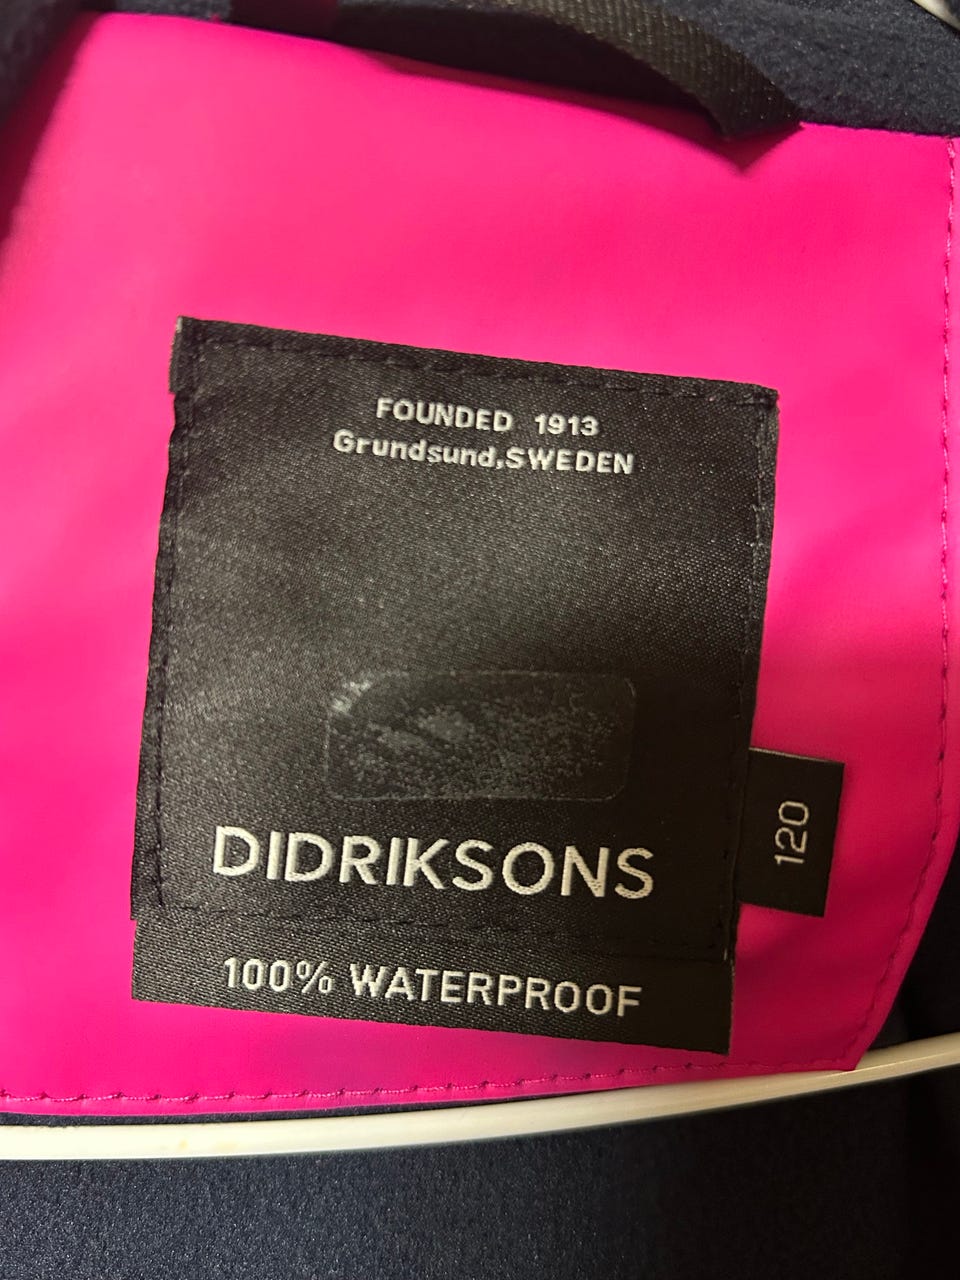 FOUNDED 1913
Grundsund,SWEDEN
DIDRIKSONS
120
100% WATERPROOF